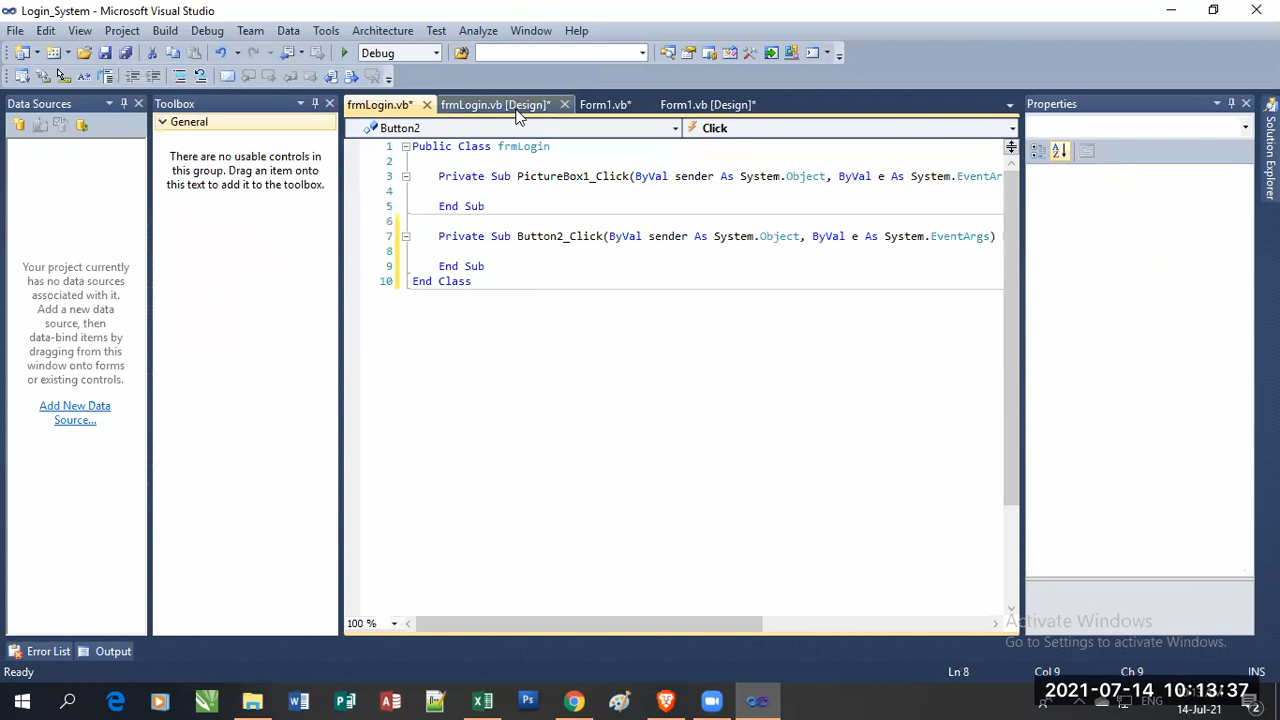 Login_System - Microsoft Visual Studio
File Edit View Project Build Debug Team Data Tools Architecture Test Analyze Window Help
Debug
Data Sources
Toolbox
frmLogin.vb*
frmLogin.vb [Design]*
Form1.vb*
Form1.vb [Design]*
Properties
General
Button2
Click
There are no usable controls in
this group. Drag an item onto
this text to add it to the toolbox.
1 Public Class frmLogin
2
3 Private Sub PictureBox1_Click(ByVal sender As System.Object, ByVal e As System.EventAr
4
5 End Sub
6
7 Private Sub Button2_Click(ByVal sender As System.Object, ByVal e As System.EventArgs)
8
9 End Sub
10 End Class
Your project currently
has no data sources
associated with it.
Add a new data
source, then
data-bind items by
dragging from this
window onto forms
or existing controls.
Add New Data
Source...
Solution Explorer
100 %
Activate Windows
Go to Settings to activate Windows.
Error List
Output
Ready
Ln 8
Col 9
Ch 9
INS
2021-07-14 10:13:37
ENG
14-Jul-21
2